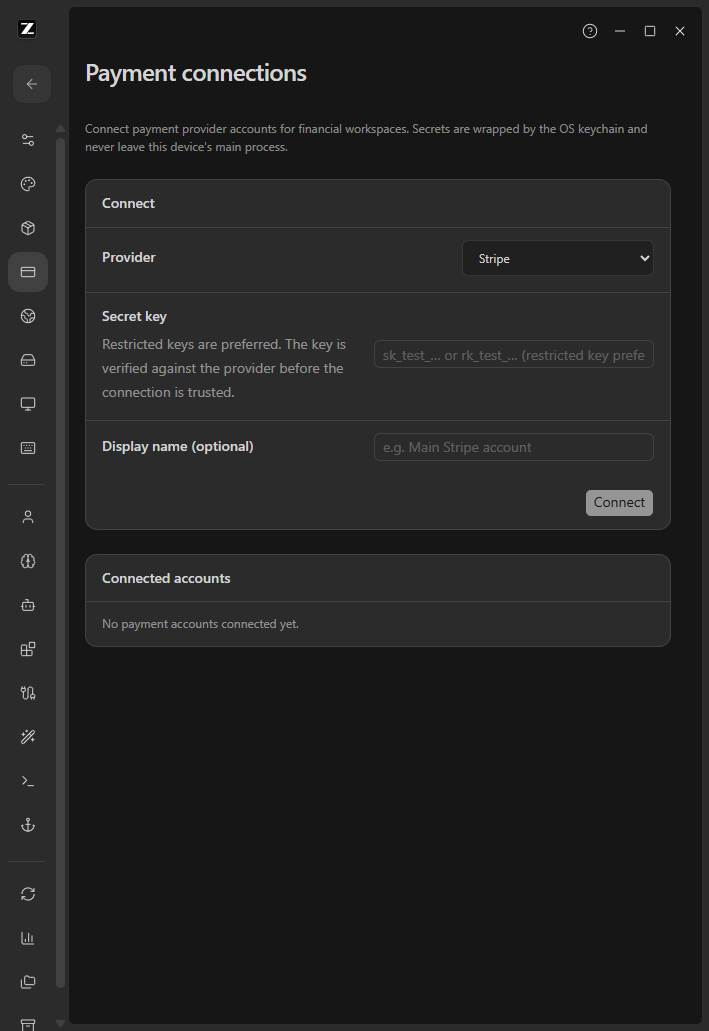 Z
Payment connections
Connect payment provider accounts for financial workspaces. Secrets are wrapped by the OS keychain and
never leave this device's main process.
Connect
Provider
Stripe
Secret key
Restricted keys are preferred. The key is
verified against the provider before the
connection is trusted.
sk_test_... or rk_test_... (restricted key prefe
Display name (optional)
e.g. Main Stripe account
Connect
Connected accounts
No payment accounts connected yet.